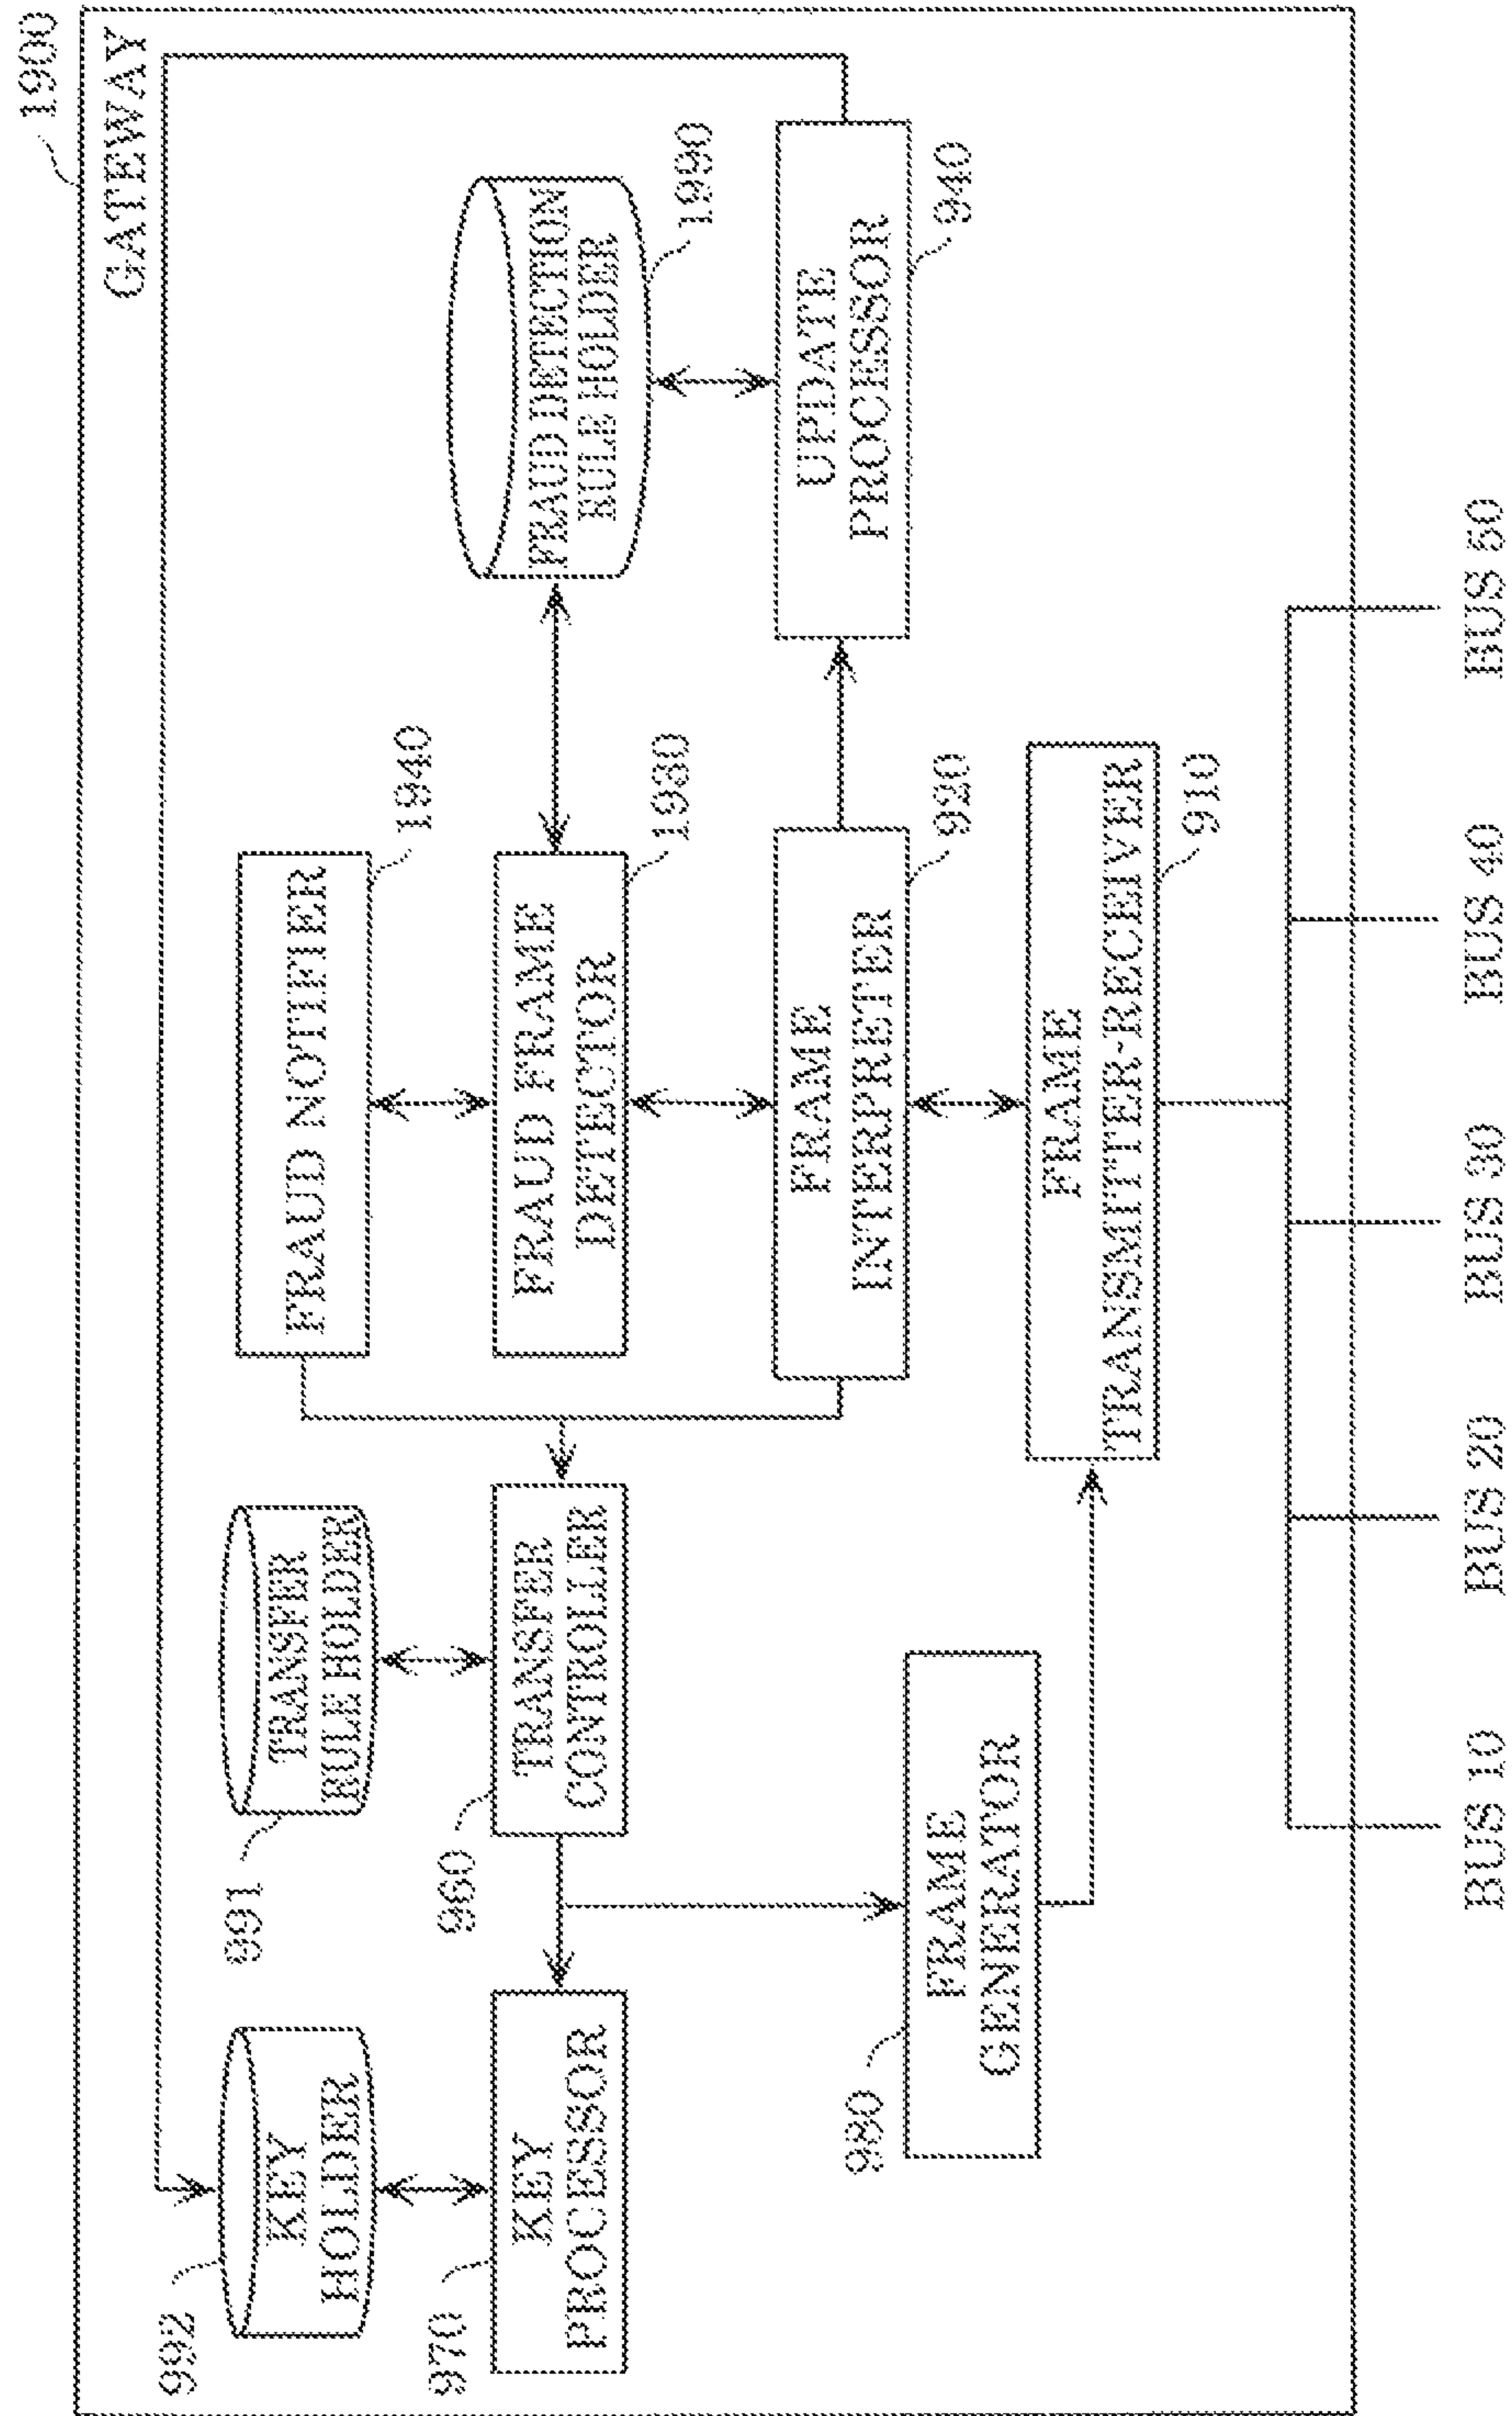 1900
GATEWAY
992
KEY
HOLDER
991
TRANSFER
RULE HOLDER
FRAUD NOTIFIER
1940
FRAUD DETECTION
RULE HOLDER
1990
970
KEY
PROCESSOR
960
TRANSFER
CONTROLLER
FRAUD FRAME
DETECTOR
1930
980
FRAME
GENERATOR
FRAME
INTERPRETER
920
UPDATE
PROCESSOR
940
FRAME
TRANSMITTER-RECEIVER
910
BUS 10
BUS 20
BUS 30
BUS 40
BUS 50